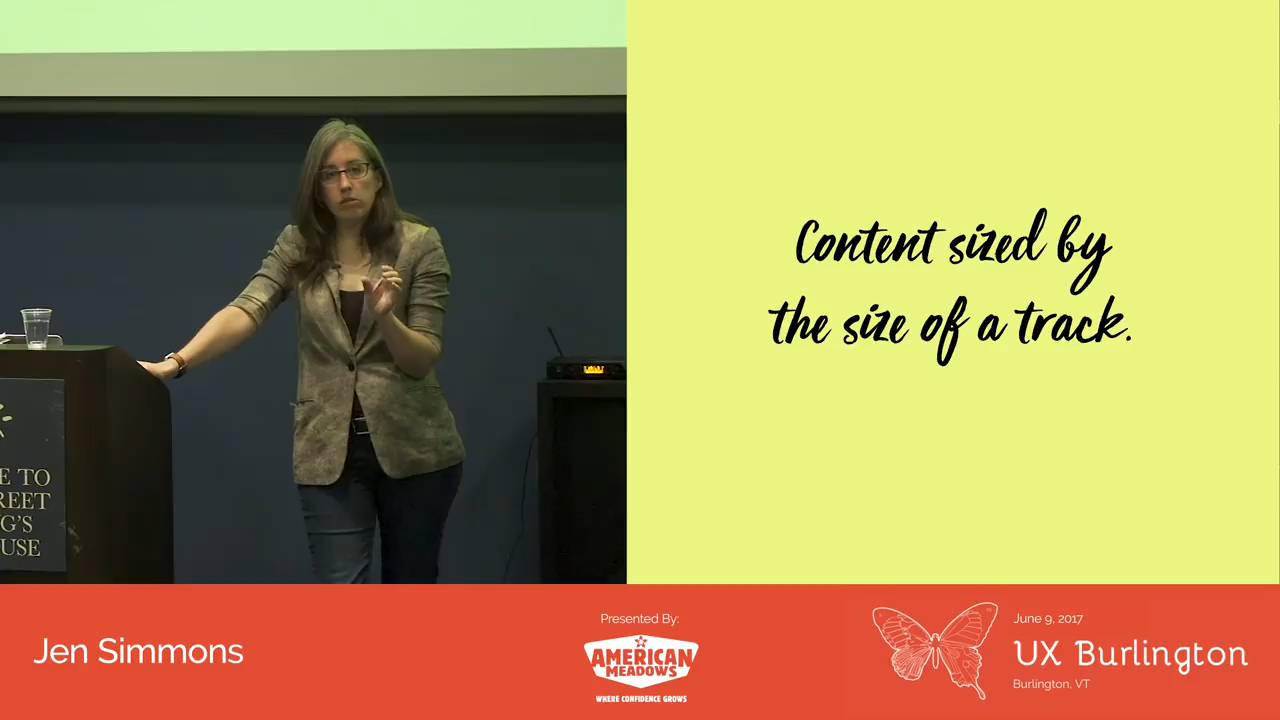 Content sized by
the size of a track.
E TO
REET
G'S
USE
Jen Simmons
Presented By:
AMERICAN
MEADOWS
WHERE CONFIDENCE GROWS
June 9, 2017
UX Burlington
Burlington, VT